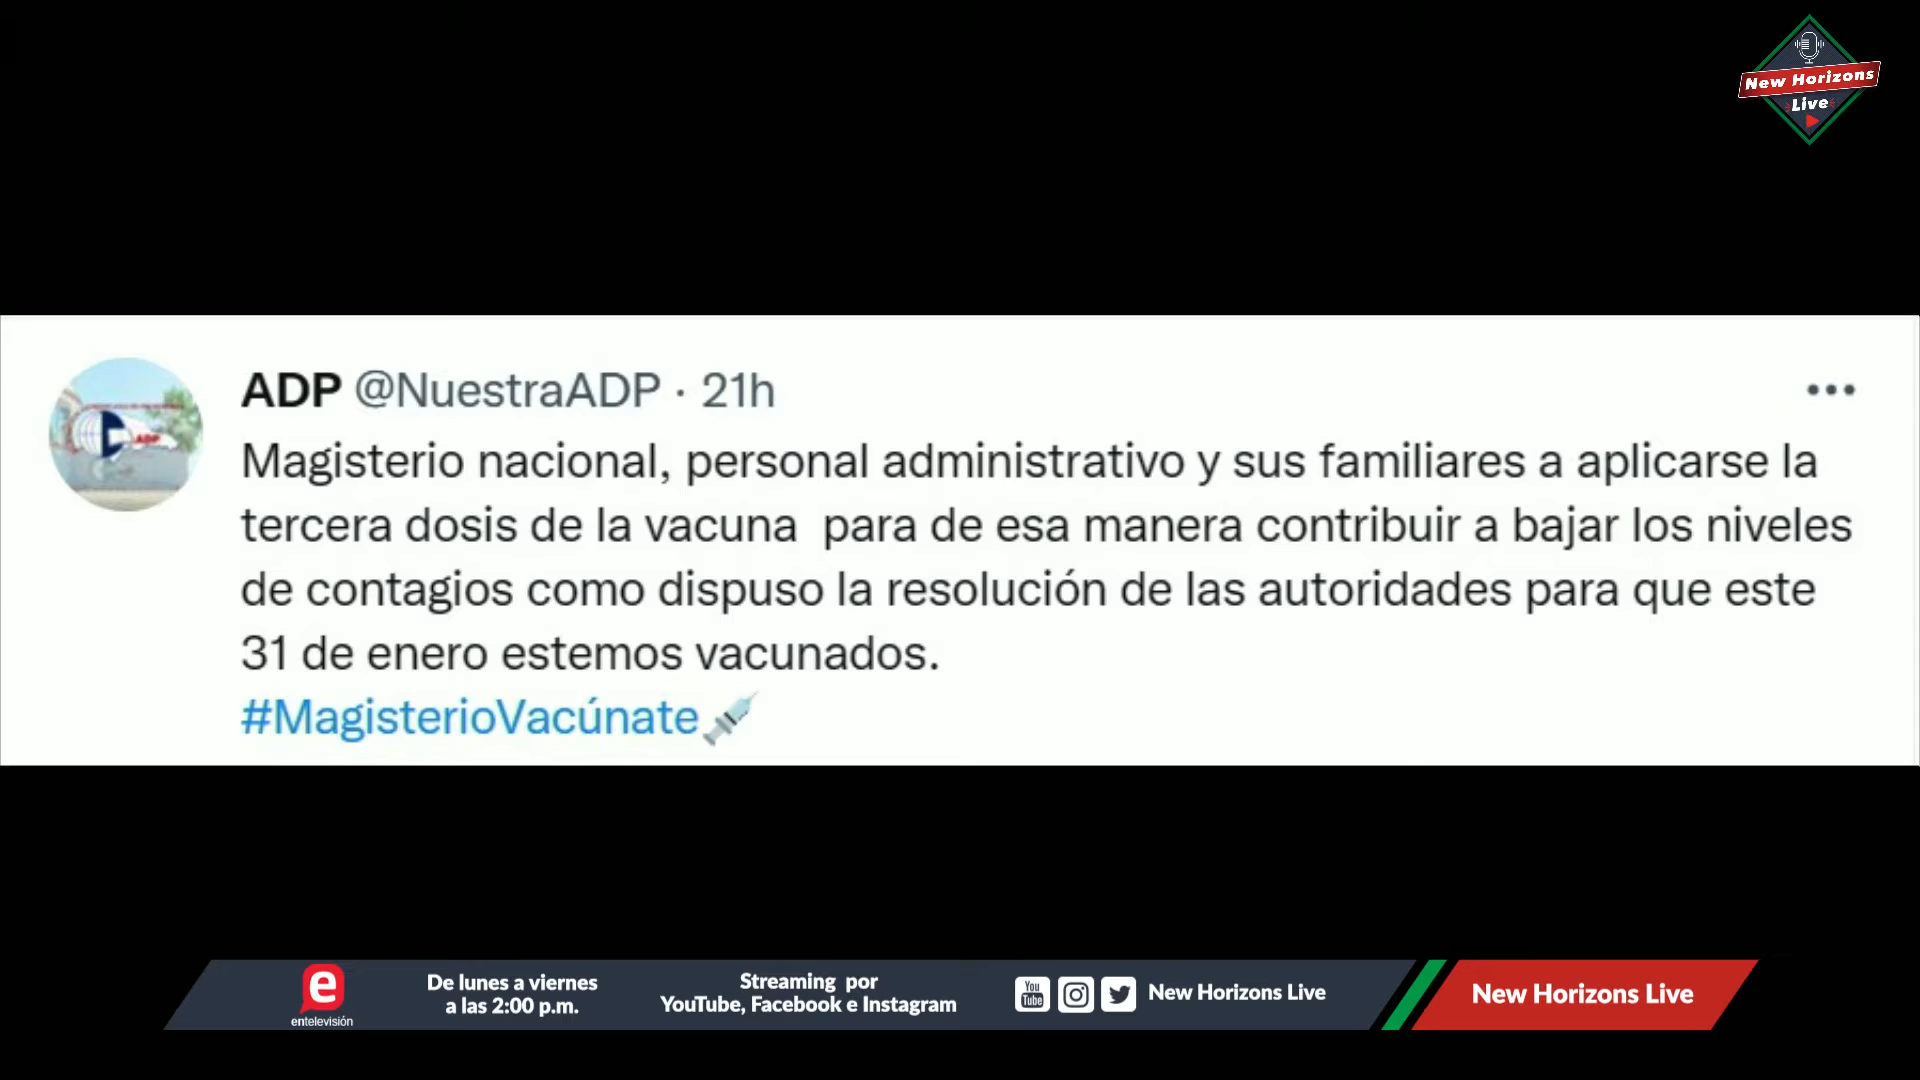 New Horizons
Live
ADP @NuestraADP · 21h
Magisterio nacional, personal administrativo y sus familiares a aplicarse la
tercera dosis de la vacuna  para de esa manera contribuir a bajar los niveles
de contagios como dispuso la resolución de las autoridades para que este
31 de enero estemos vacunados.
#MagisterioVacúnate
ADP
e
entelevisión
De lunes a viernes
a las 2:00 p.m.
Streaming por
YouTube, Facebook e Instagram
You
Tube
New Horizons Live
New Horizons Live